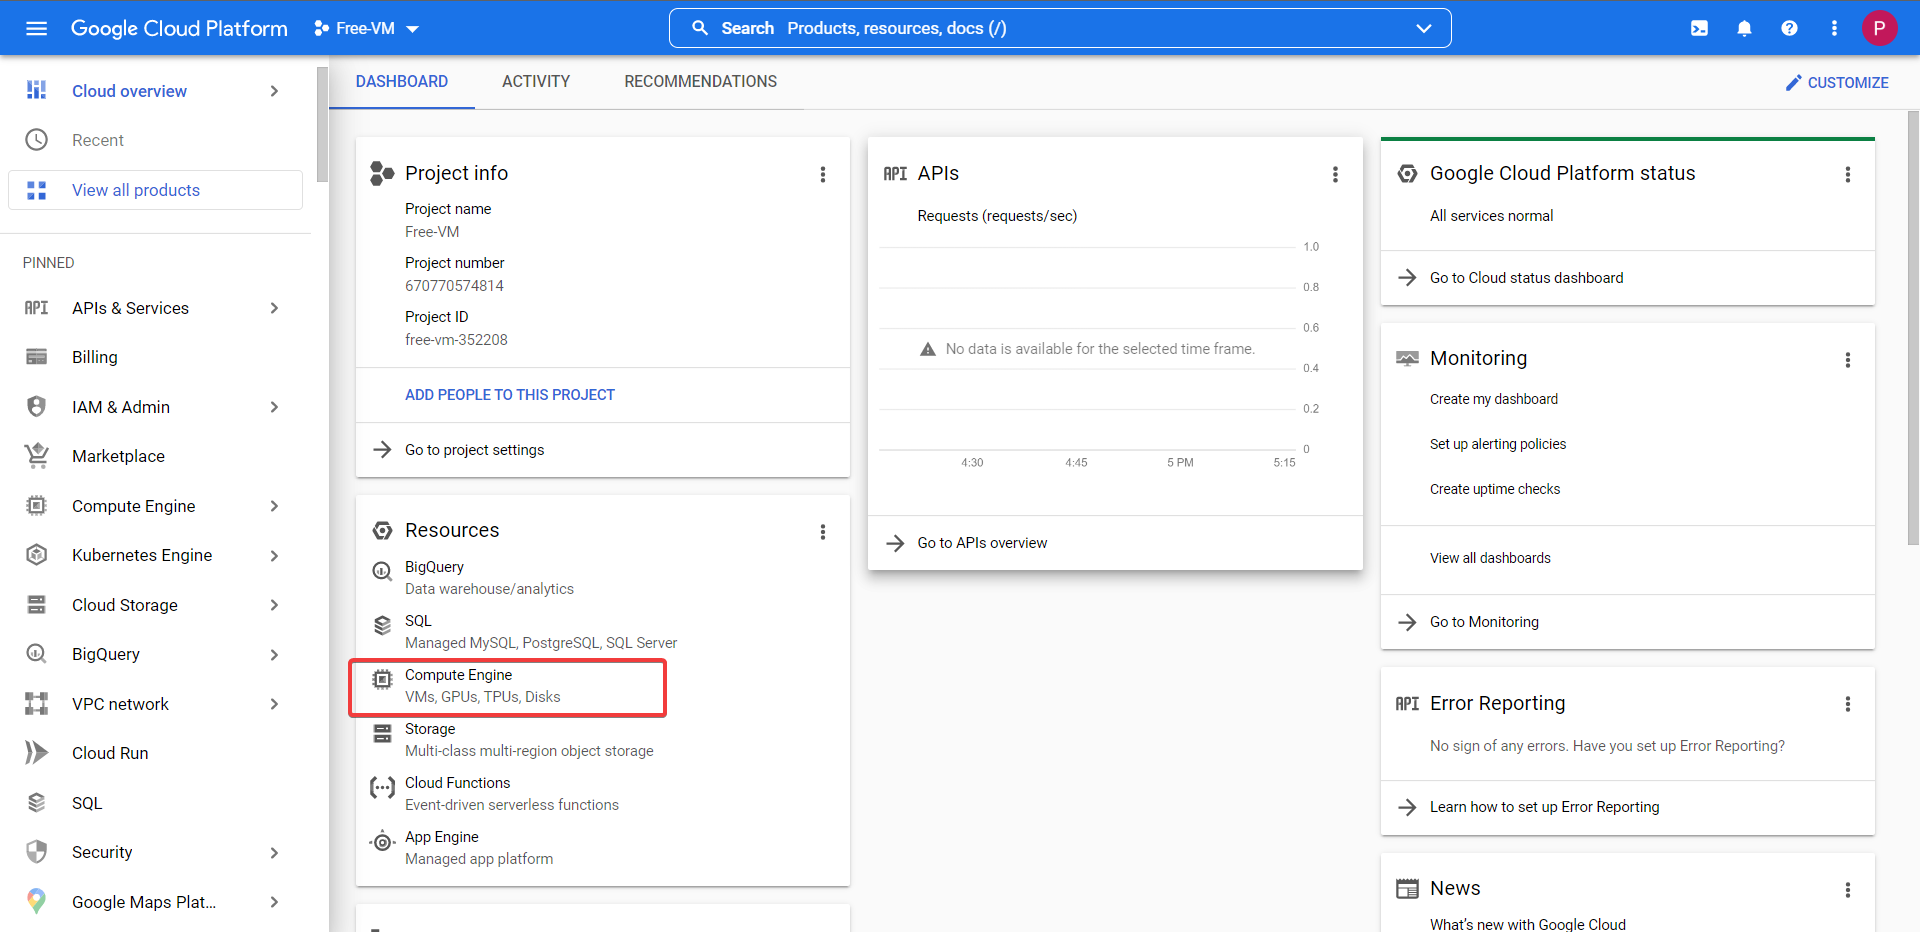 Google Cloud Platform
Free-VM
Search Products, resources, docs (/)
P
Cloud overview
Recent
View all products
PINNED
API APIs & Services
Billing
IAM & Admin
Marketplace
Compute Engine
Kubernetes Engine
Cloud Storage
BigQuery
VPC network
Cloud Run
SQL
Security
Google Maps Plat...
DASHBOARD
ACTIVITY
RECOMMENDATIONS
CUSTOMIZE
Project info
Project name
Free-VM
Project number
670770574814
Project ID
free-vm-352208
ADD PEOPLE TO THIS PROJECT
Go to project settings
Resources
BigQuery
Data warehouse/analytics
SQL
Managed MySQL, PostgreSQL, SQL Server
Compute Engine
VMs, GPUs, TPUs, Disks
Storage
Multi-class multi-region object storage
Cloud Functions
Event-driven serverless functions
App Engine
Managed app platform
API APIs
Requests (requests/sec)
1.0
0.8
0.6
No data is available for the selected time frame.
0.4
0.2
0
4:30 4:45 5 PM 5:15
Go to APIs overview
Google Cloud Platform status
All services normal
Go to Cloud status dashboard
Monitoring
Create my dashboard
Set up alerting policies
Create uptime checks
View all dashboards
Go to Monitoring
API Error Reporting
No sign of any errors. Have you set up Error Reporting?
Learn how to set up Error Reporting
News
What's new with Google Cloud